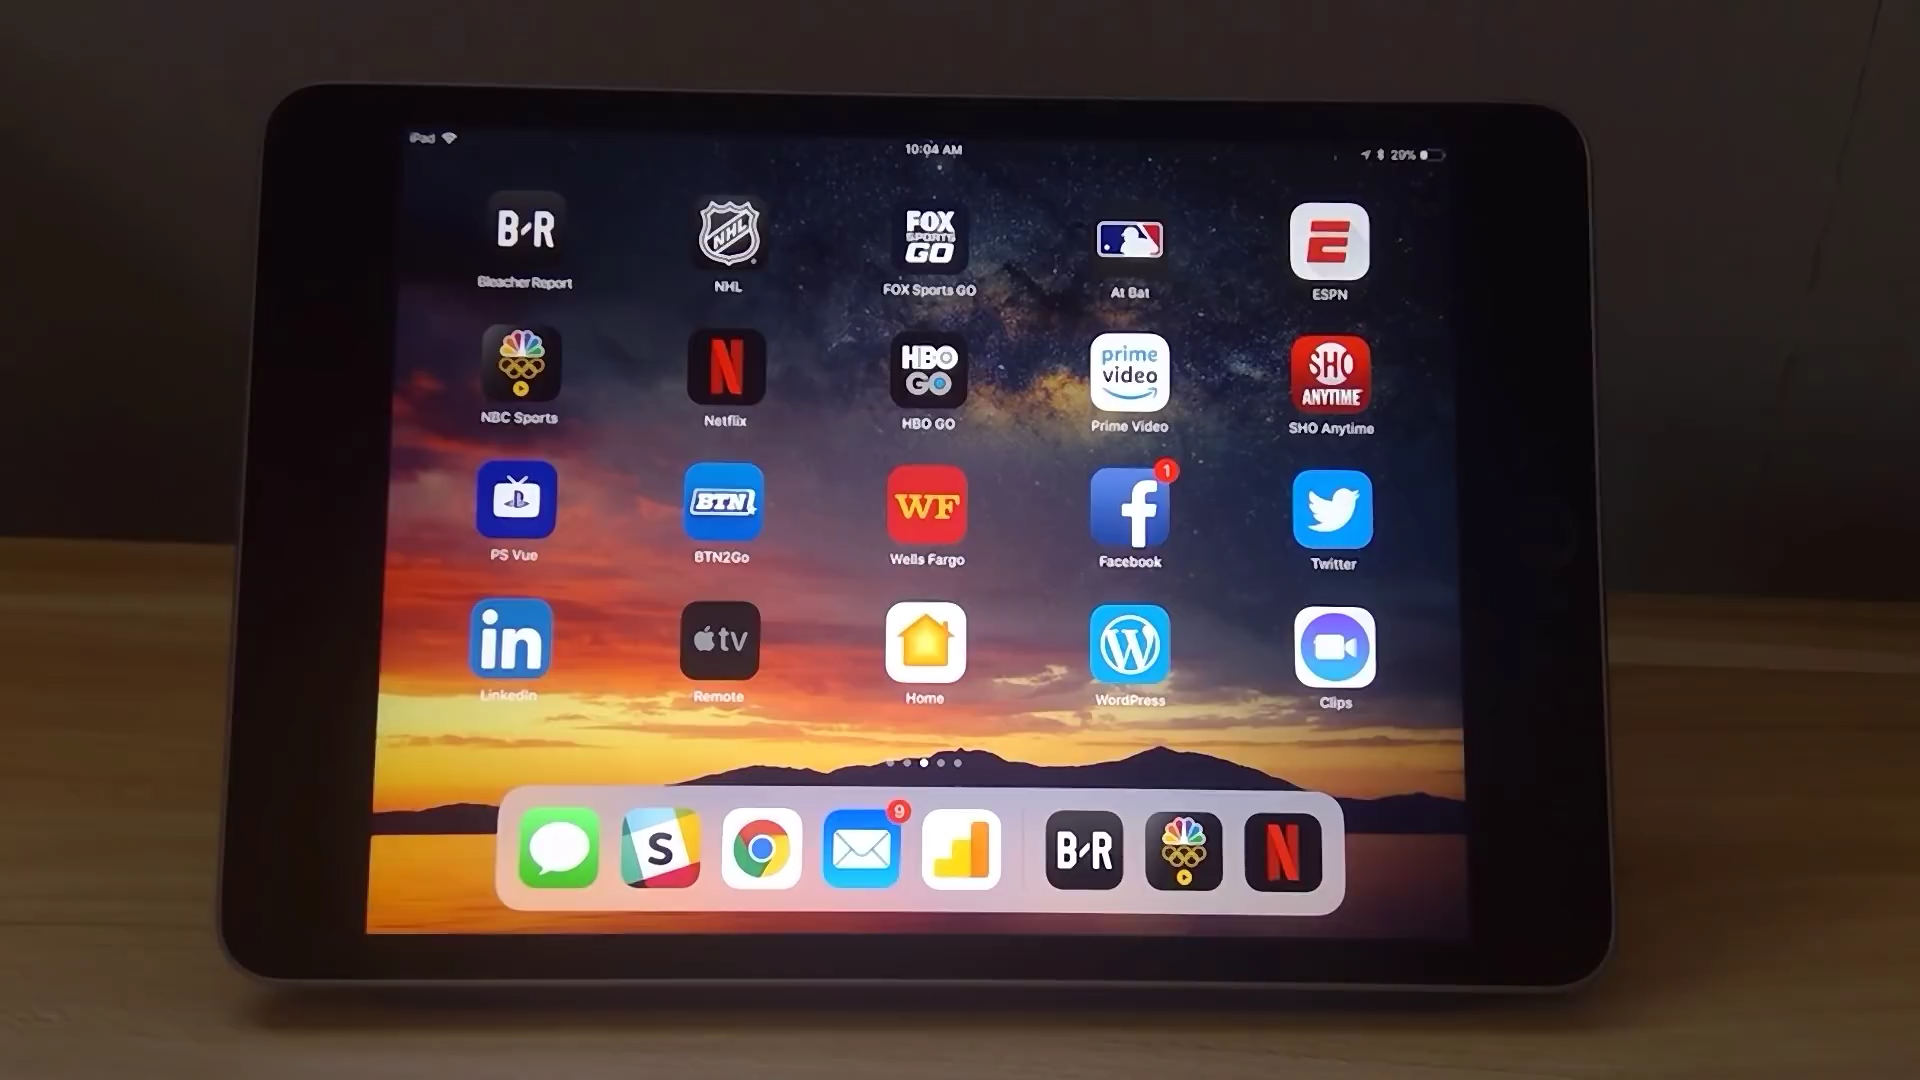 iPad
10:04 AM
29%
B/R
NHL
FOX
SPORTS
GO
E
Bleacher Report
NHL
FOX Sports GO
At Bat
ESPN
N
HBO
GO
prime
video
SHO
ANYTIME
NBC Sports
Netflix
HBO GO
Prime Video
SHO Anytime
BTN
WF
f
1
PS Vue
BTN2Go
Wells Fargo
Facebook
Twitter
in
tv
W
LinkedIn
Remote
Home
WordPress
Clips
S
9
B/R
N